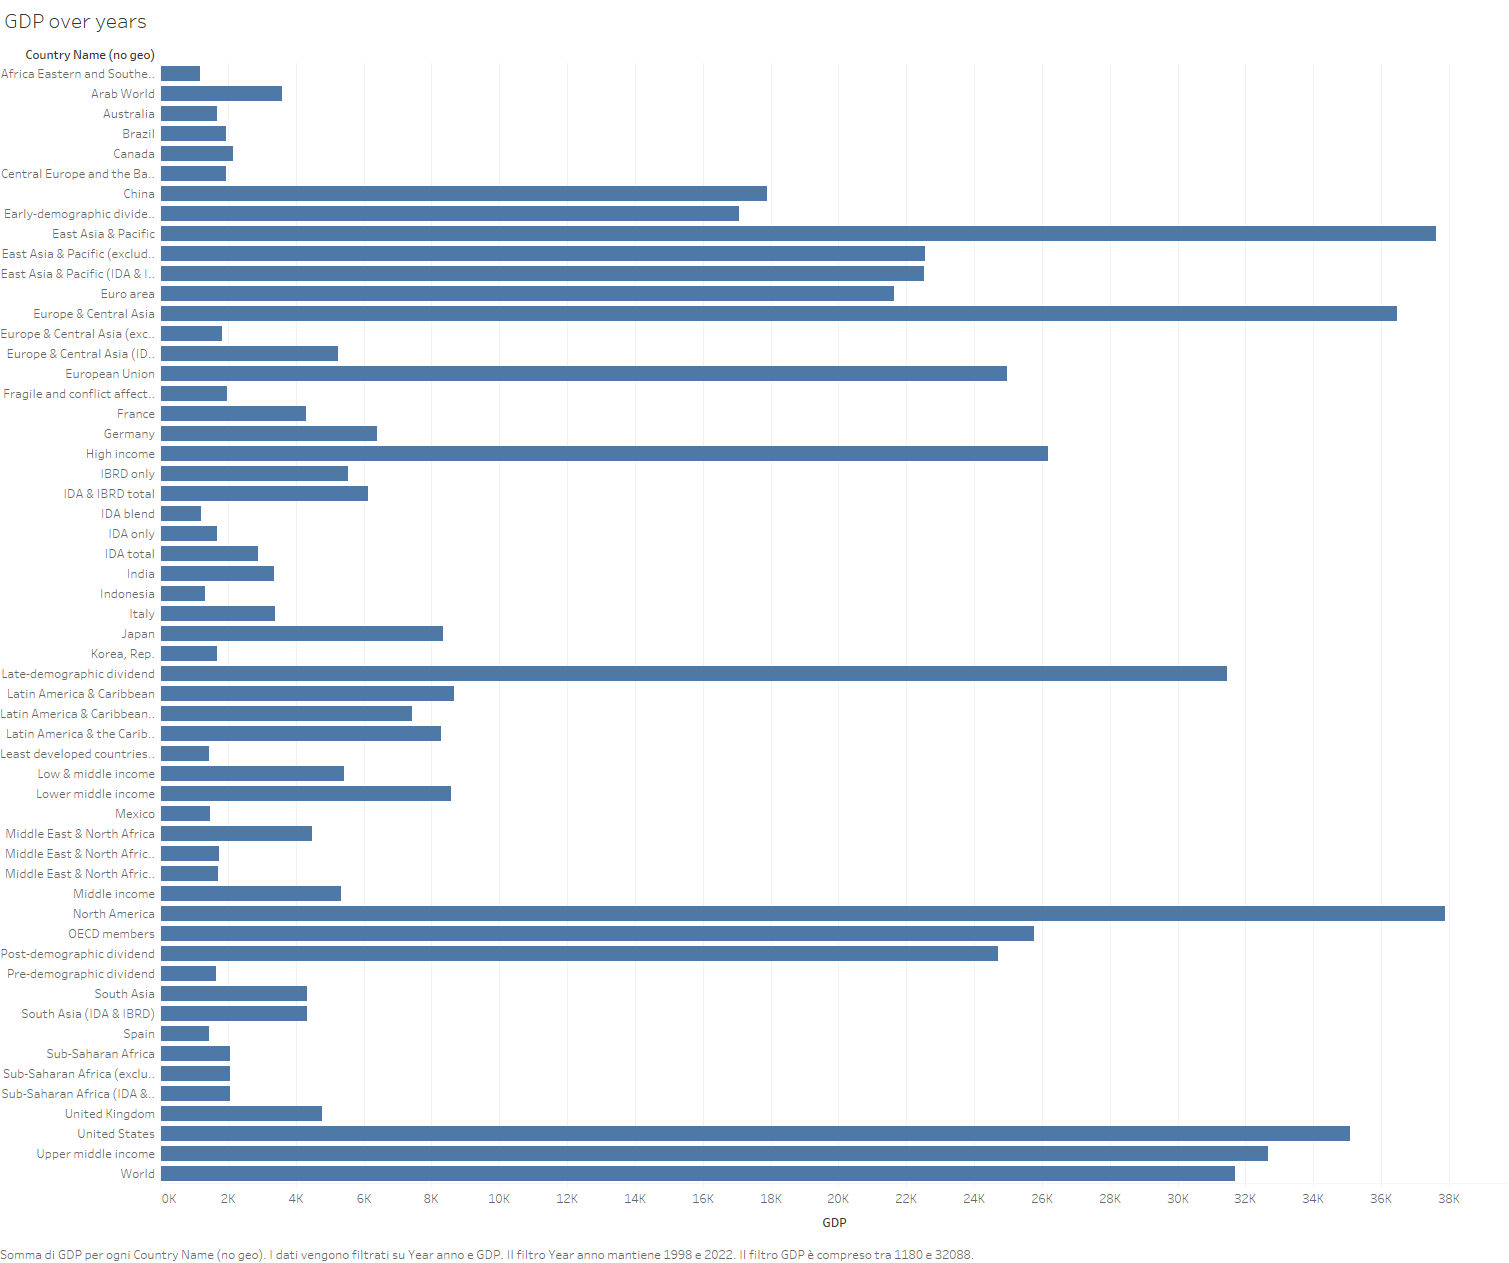 GDP over years
Country Name (no geo)
Africa Eastern and Southe..
Arab World
Australia
Brazil
Canada
Central Europe and the Ba..
China
Early-demographic divide..
East Asia & Pacific
East Asia & Pacific (exclud..
East Asia & Pacific (IDA & I..
Euro area
Europe & Central Asia
Europe & Central Asia (exc..
Europe & Central Asia (ID..
European Union
Fragile and conflict affect..
France
Germany
High income
IBRD only
IDA & IBRD total
IDA blend
IDA only
IDA total
India
Indonesia
Italy
Japan
Korea, Rep.
Late-demographic dividend
Latin America & Caribbean
Latin America & Caribbean..
Latin America & the Carib..
Least developed countries..
Low & middle income
Lower middle income
Mexico
Middle East & North Africa
Middle East & North Afric..
Middle East & North Afric..
Middle income
North America
OECD members
Post-demographic dividend
Pre-demographic dividend
South Asia
South Asia (IDA & IBRD)
Spain
Sub-Saharan Africa
Sub-Saharan Africa (exclu..
Sub-Saharan Africa (IDA &..
United Kingdom
United States
Upper middle income
World
0K 2K 4K 6K 8K 10K 12K 14K 16K 18K 20K 22K 24K 26K 28K 30K 32K 34K 36K 38K
GDP
Somma di GDP per ogni Country Name (no geo). I dati vengono filtrati su Year anno e GDP. Il filtro Year anno mantiene 1998 e 2022. Il filtro GDP è compreso tra 1180 e 32088.